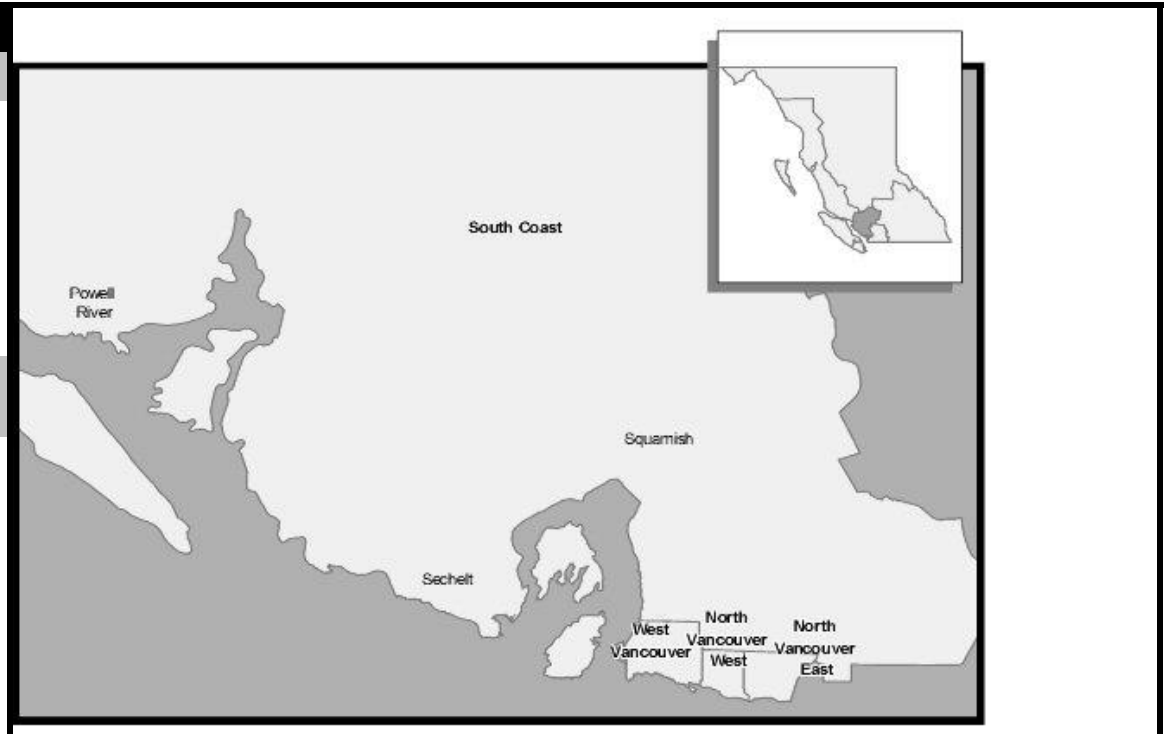 South Coast
Powell
River
Squamish
Sechelt
West
Vancouver
North
Vancouver
West
North
Vancouver
East